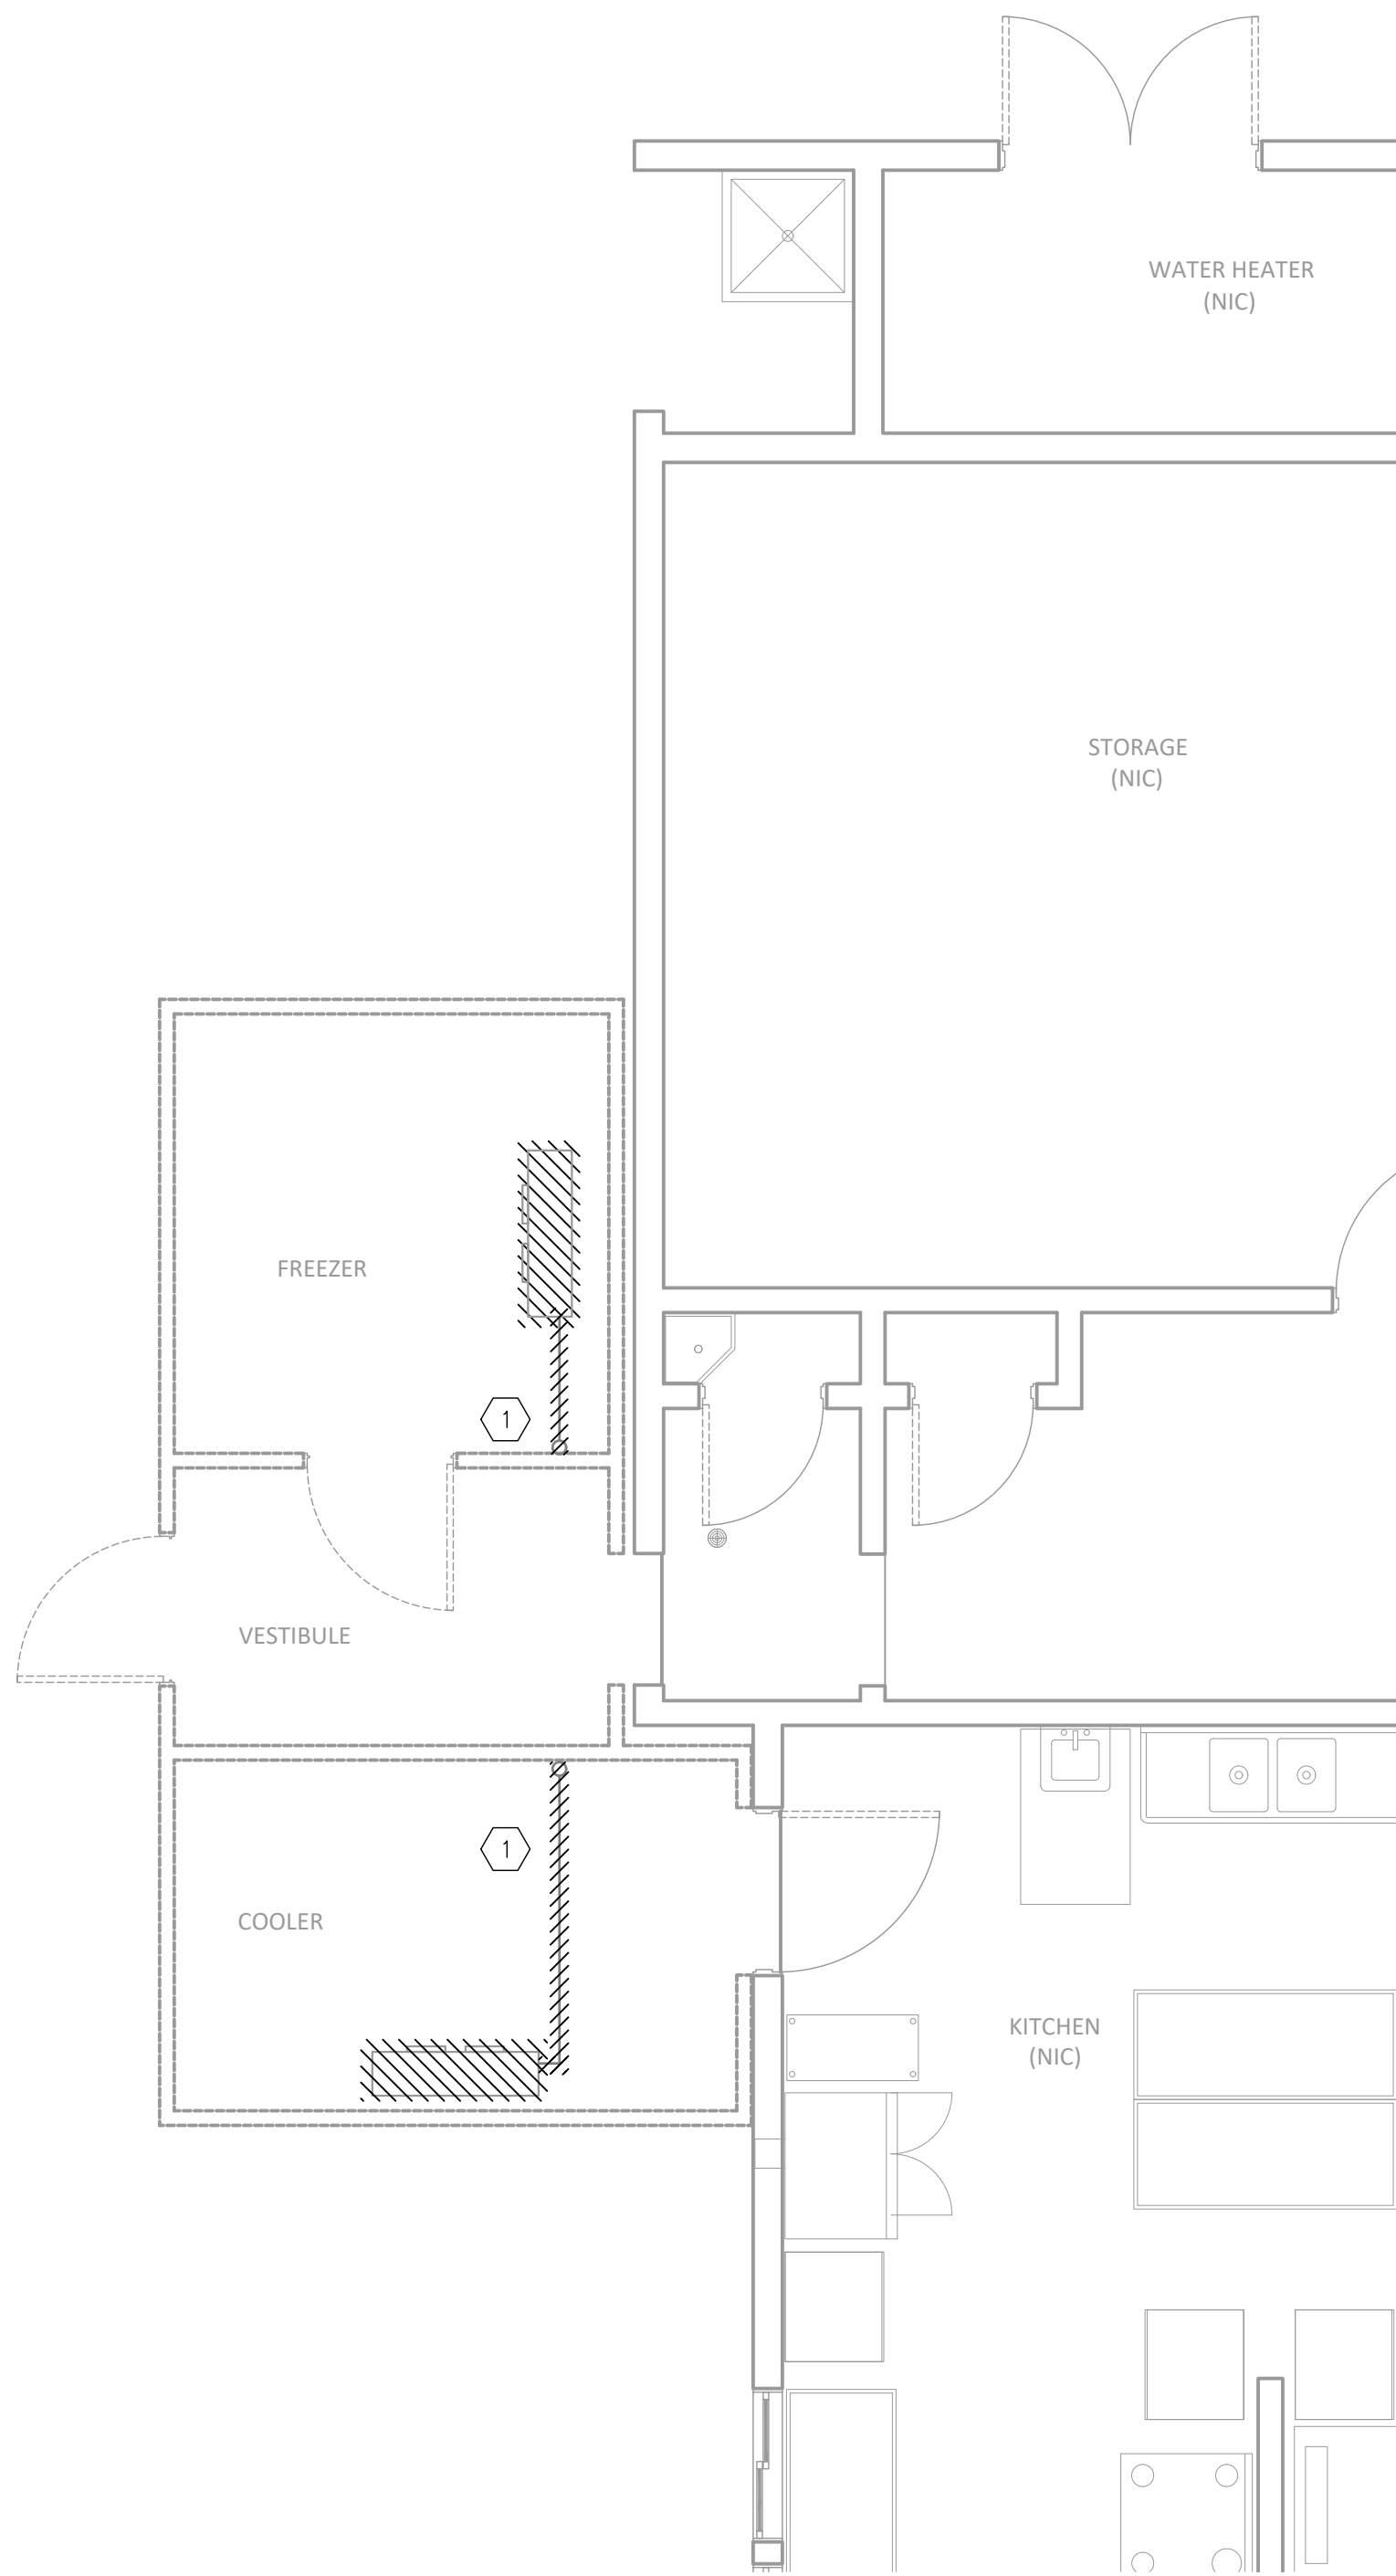 WATER HEATER
(NIC)
STORAGE
(NIC)
FREEZER
1
VESTIBULE
1
COOLER
KITCHEN
(NIC)